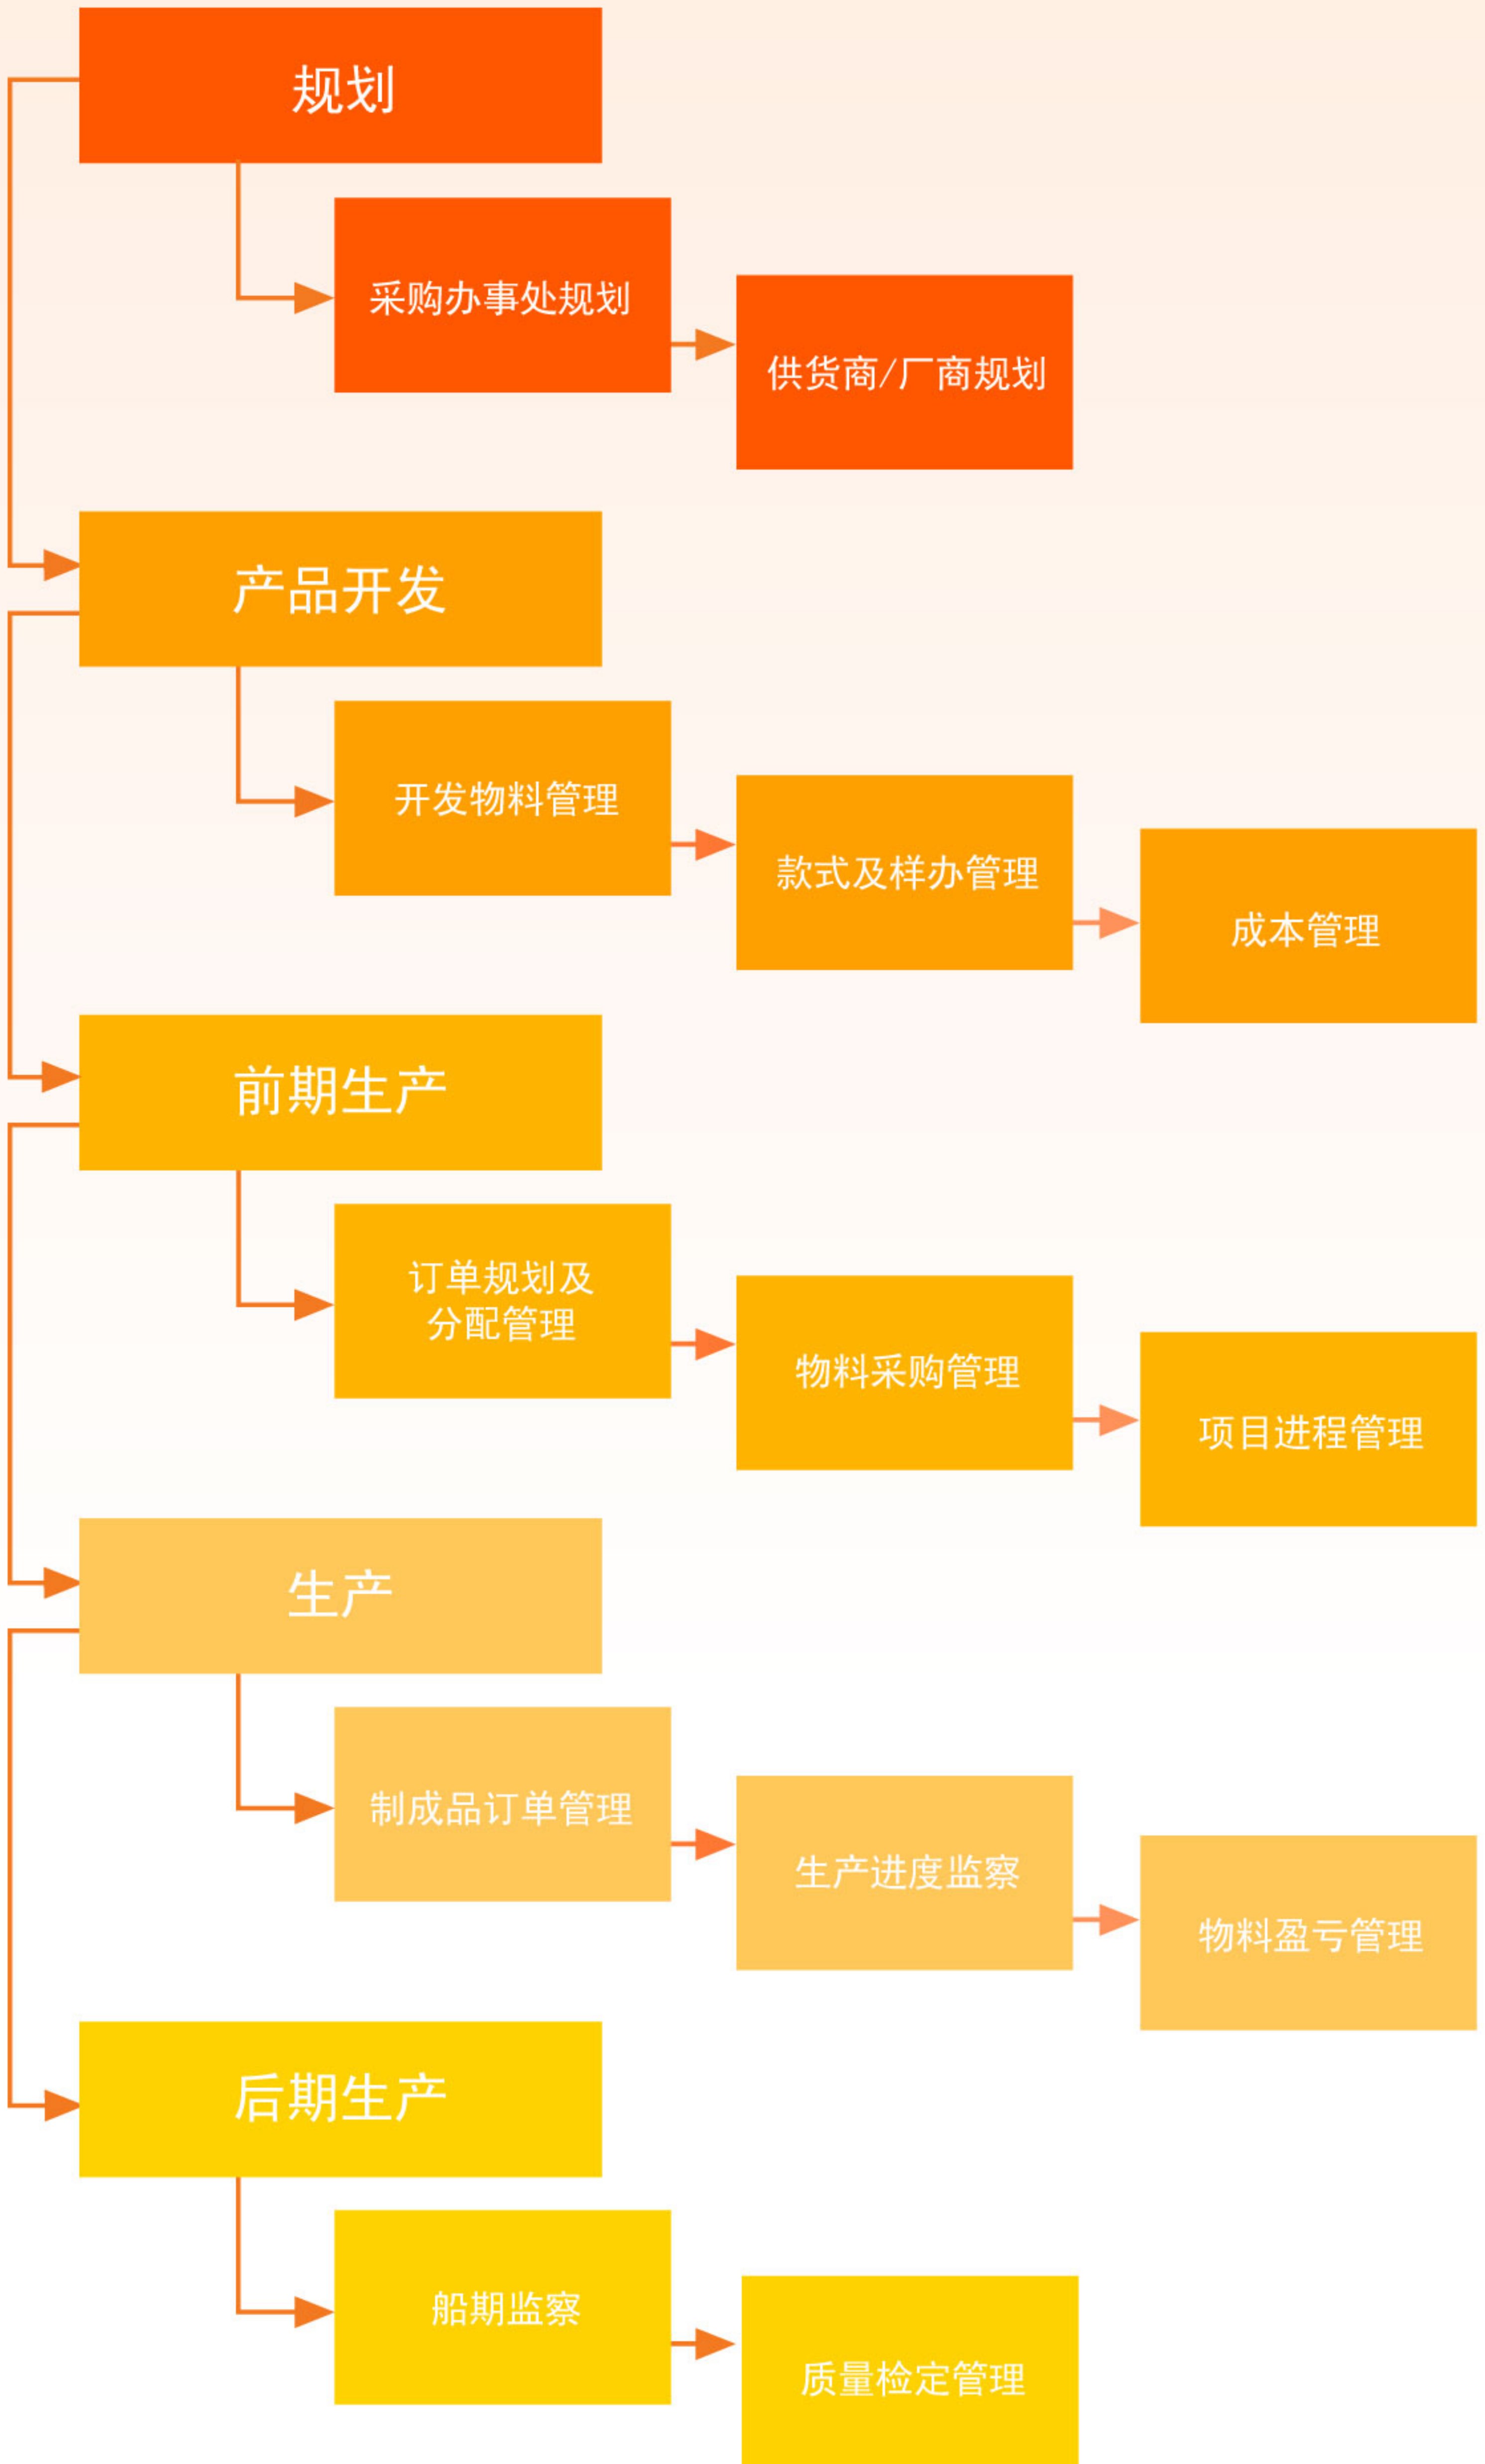 规划
采购办事处规划
供货商/厂商规划
产品开发
开发物料管理
款式及样办管理
成本管理
前期生产
订单规划及
分配管理
物料采购管理
项目进程管理
生产
制成品订单管理
生产进度监察
物料盈亏管理
后期生产
船期监察
质量检定管理